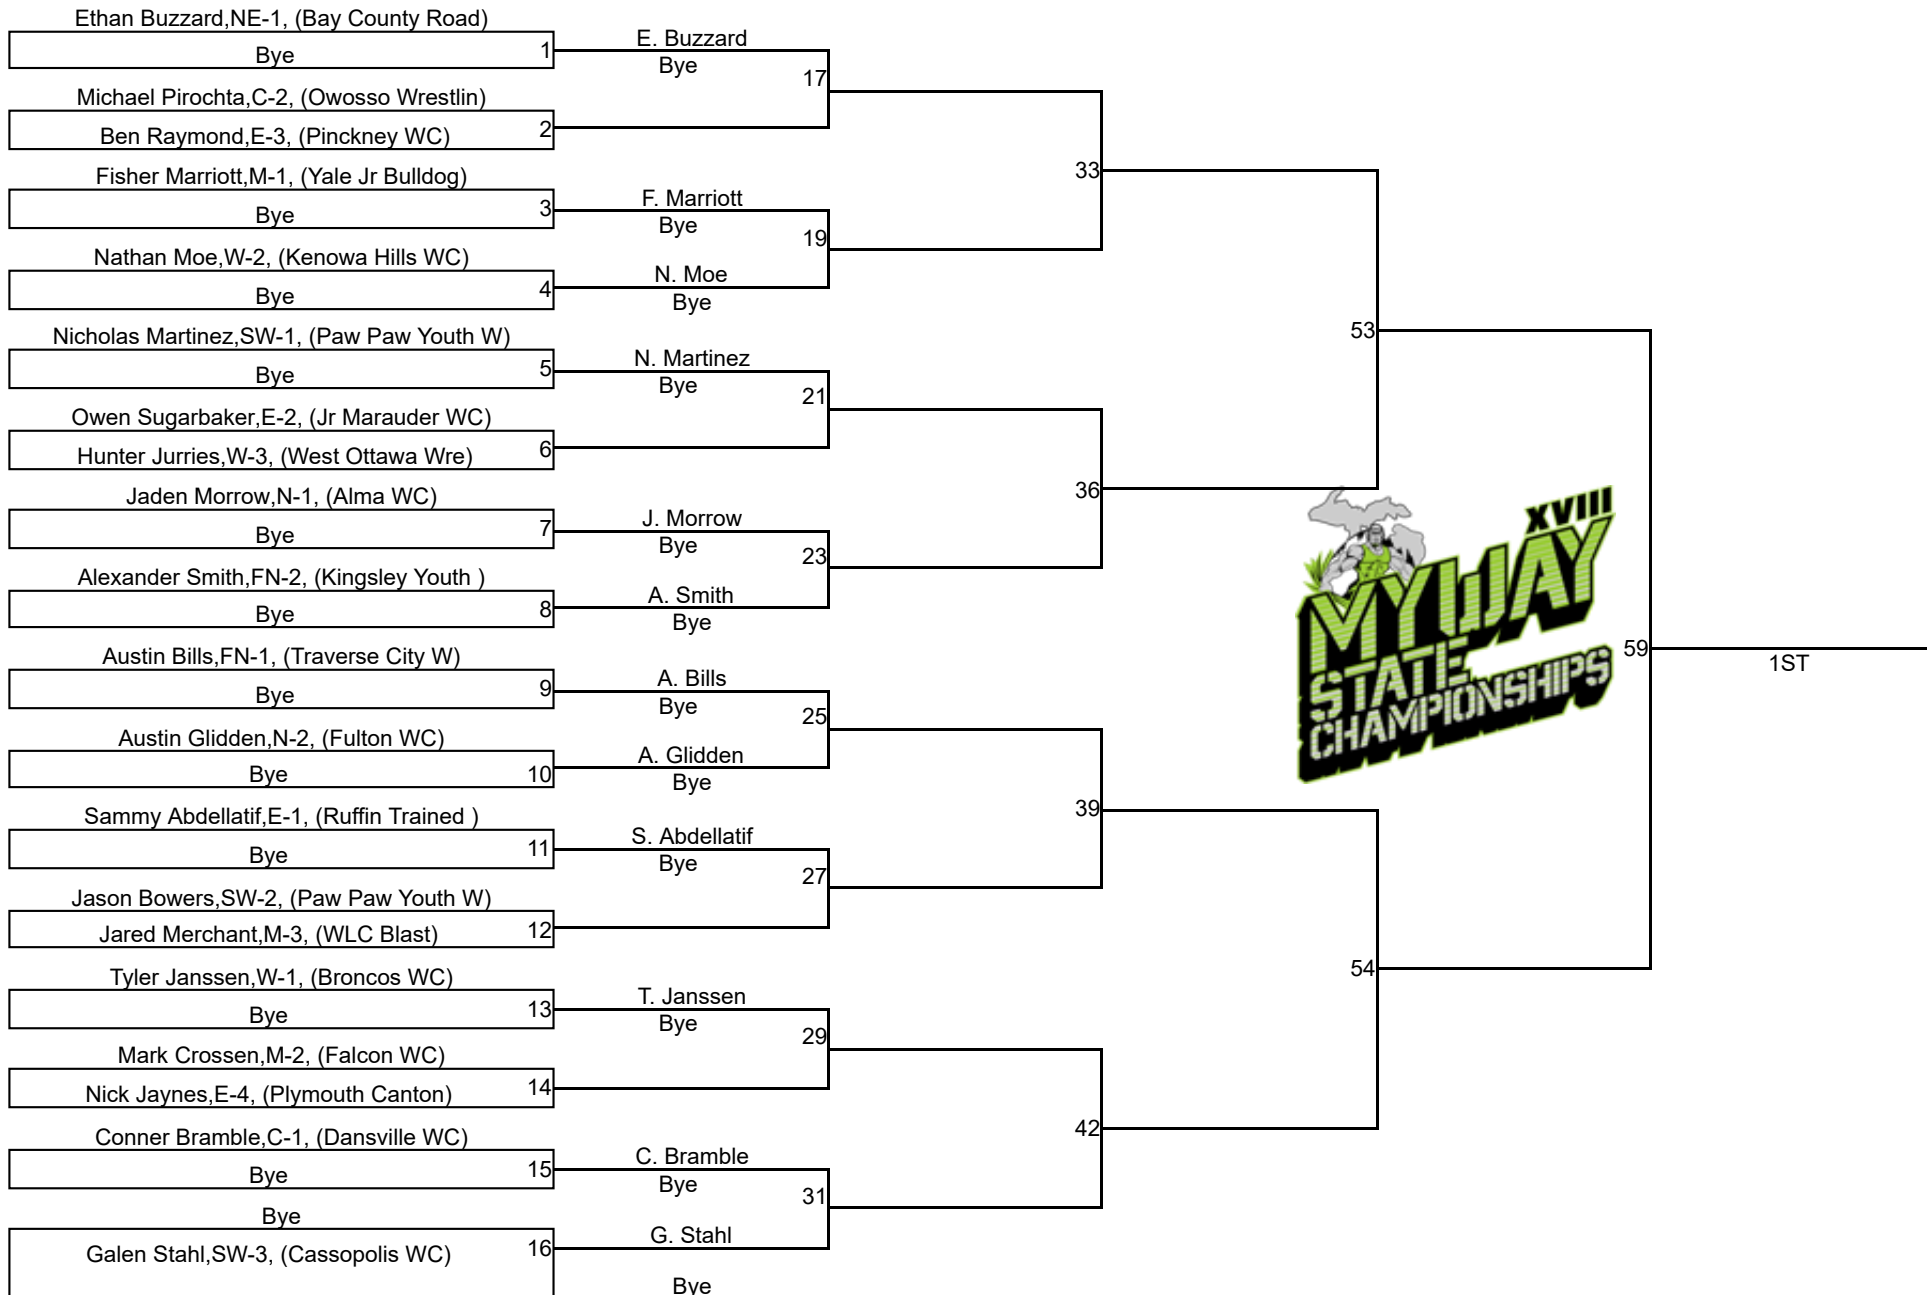 Ethan Buzzard,NE-1, (Bay County Road)
Bye
1
E. Buzzard
Bye
17
Michael Pirochta,C-2, (Owosso Wrestlin)
Ben Raymond,E-3, (Pinckney WC)
2
33
Fisher Marriott,M-1, (Yale Jr Bulldog)
Bye
3
F. Marriott
Bye
19
Nathan Moe,W-2, (Kenowa Hills WC)
Bye
4
N. Moe
Bye
53
Nicholas Martinez,SW-1, (Paw Paw Youth W)
Bye
5
N. Martinez
Bye
21
Owen Sugarbaker,E-2, (Jr Marauder WC)
Hunter Jurries,W-3, (West Ottawa Wre)
6
36
Jaden Morrow,N-1, (Alma WC)
Bye
7
J. Morrow
Bye
23
Alexander Smith,FN-2, (Kingsley Youth )
Bye
8
A. Smith
Bye
XVIII
MYWAY
STATE
CHAMPIONSHIPS
59
1ST
Austin Bills,FN-1, (Traverse City W)
Bye
9
A. Bills
Bye
25
Austin Glidden,N-2, (Fulton WC)
Bye
10
A. Glidden
Bye
39
Sammy Abdellatif,E-1, (Ruffin Trained )
Bye
11
S. Abdellatif
Bye
27
Jason Bowers,SW-2, (Paw Paw Youth W)
Jared Merchant,M-3, (WLC Blast)
12
54
Tyler Janssen,W-1, (Broncos WC)
Bye
13
T. Janssen
Bye
29
Mark Crossen,M-2, (Falcon WC)
Nick Jaynes,E-4, (Plymouth Canton)
14
42
Conner Bramble,C-1, (Dansville WC)
Bye
15
C. Bramble
Bye
31
Bye
Galen Stahl,SW-3, (Cassopolis WC)
16
G. Stahl
Bye